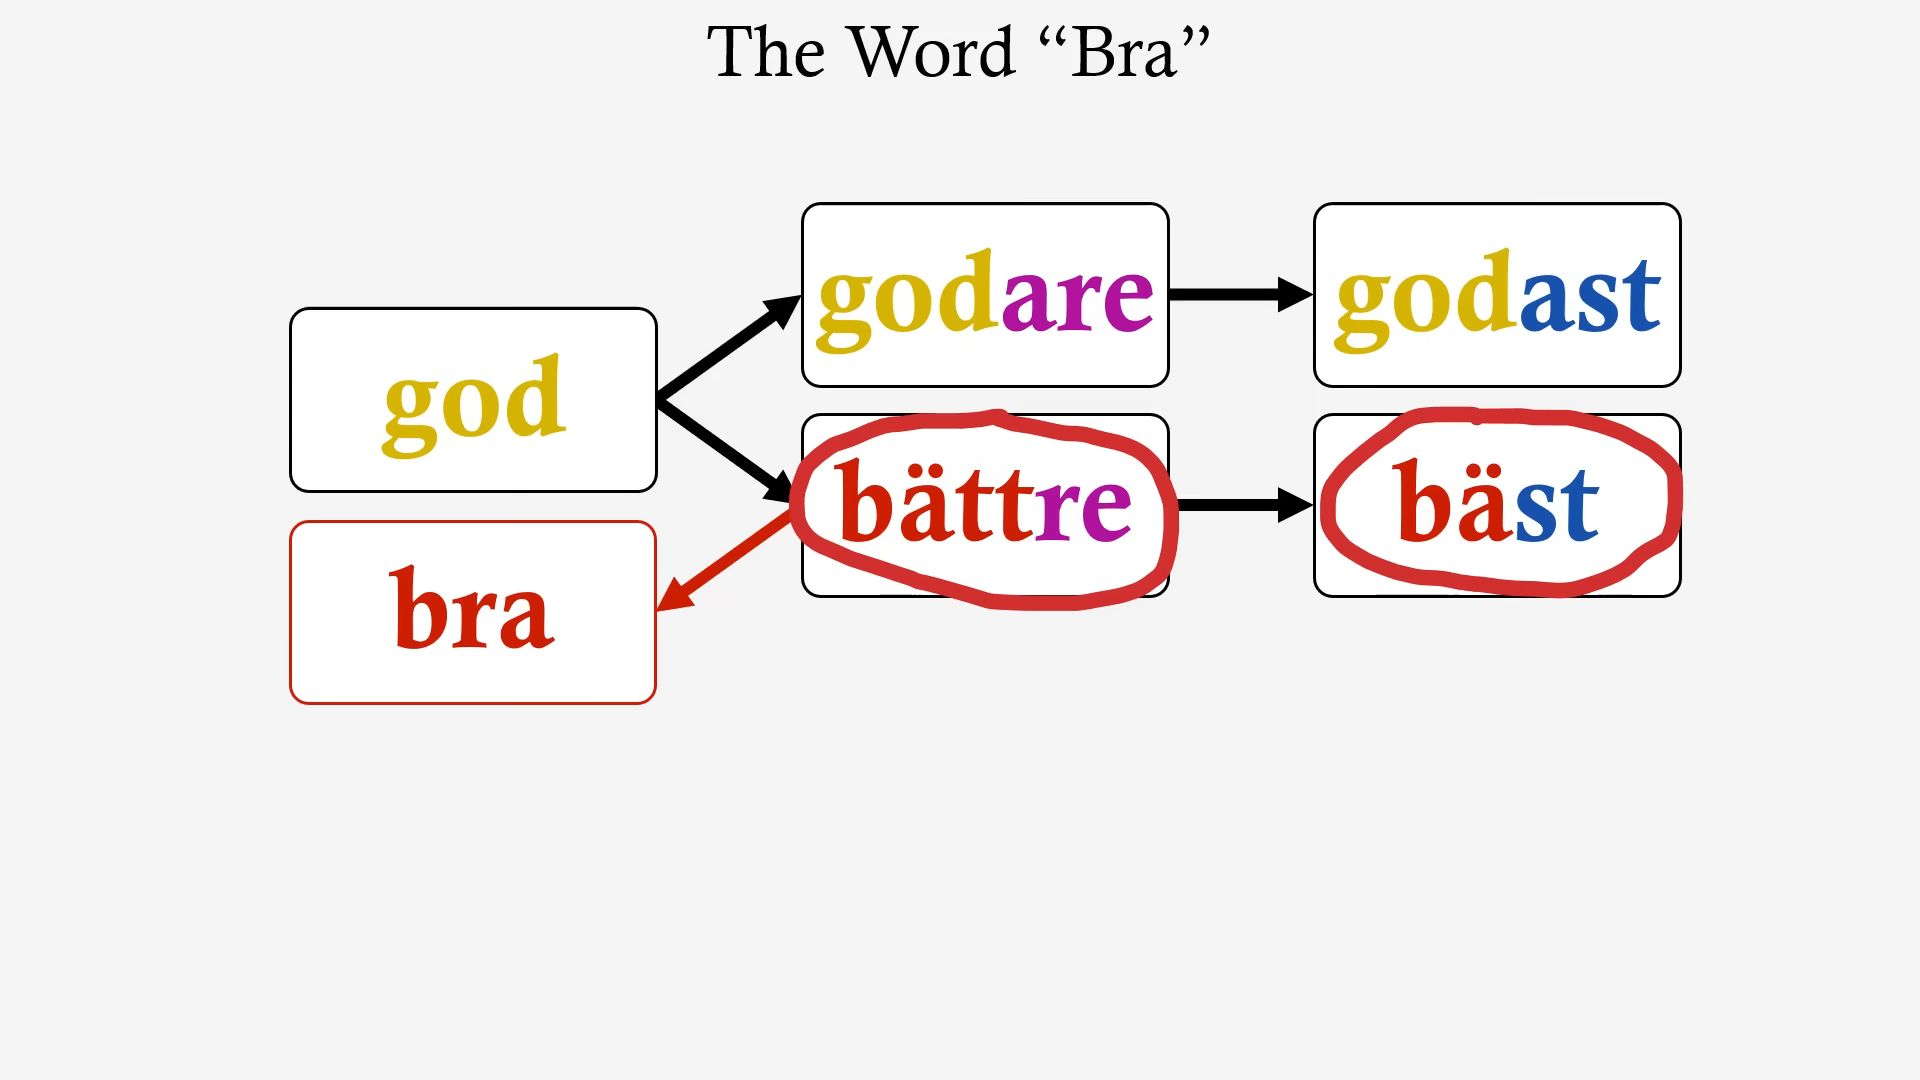 The Word “Bra”
god
godare
godast
bättre
bäst
bra